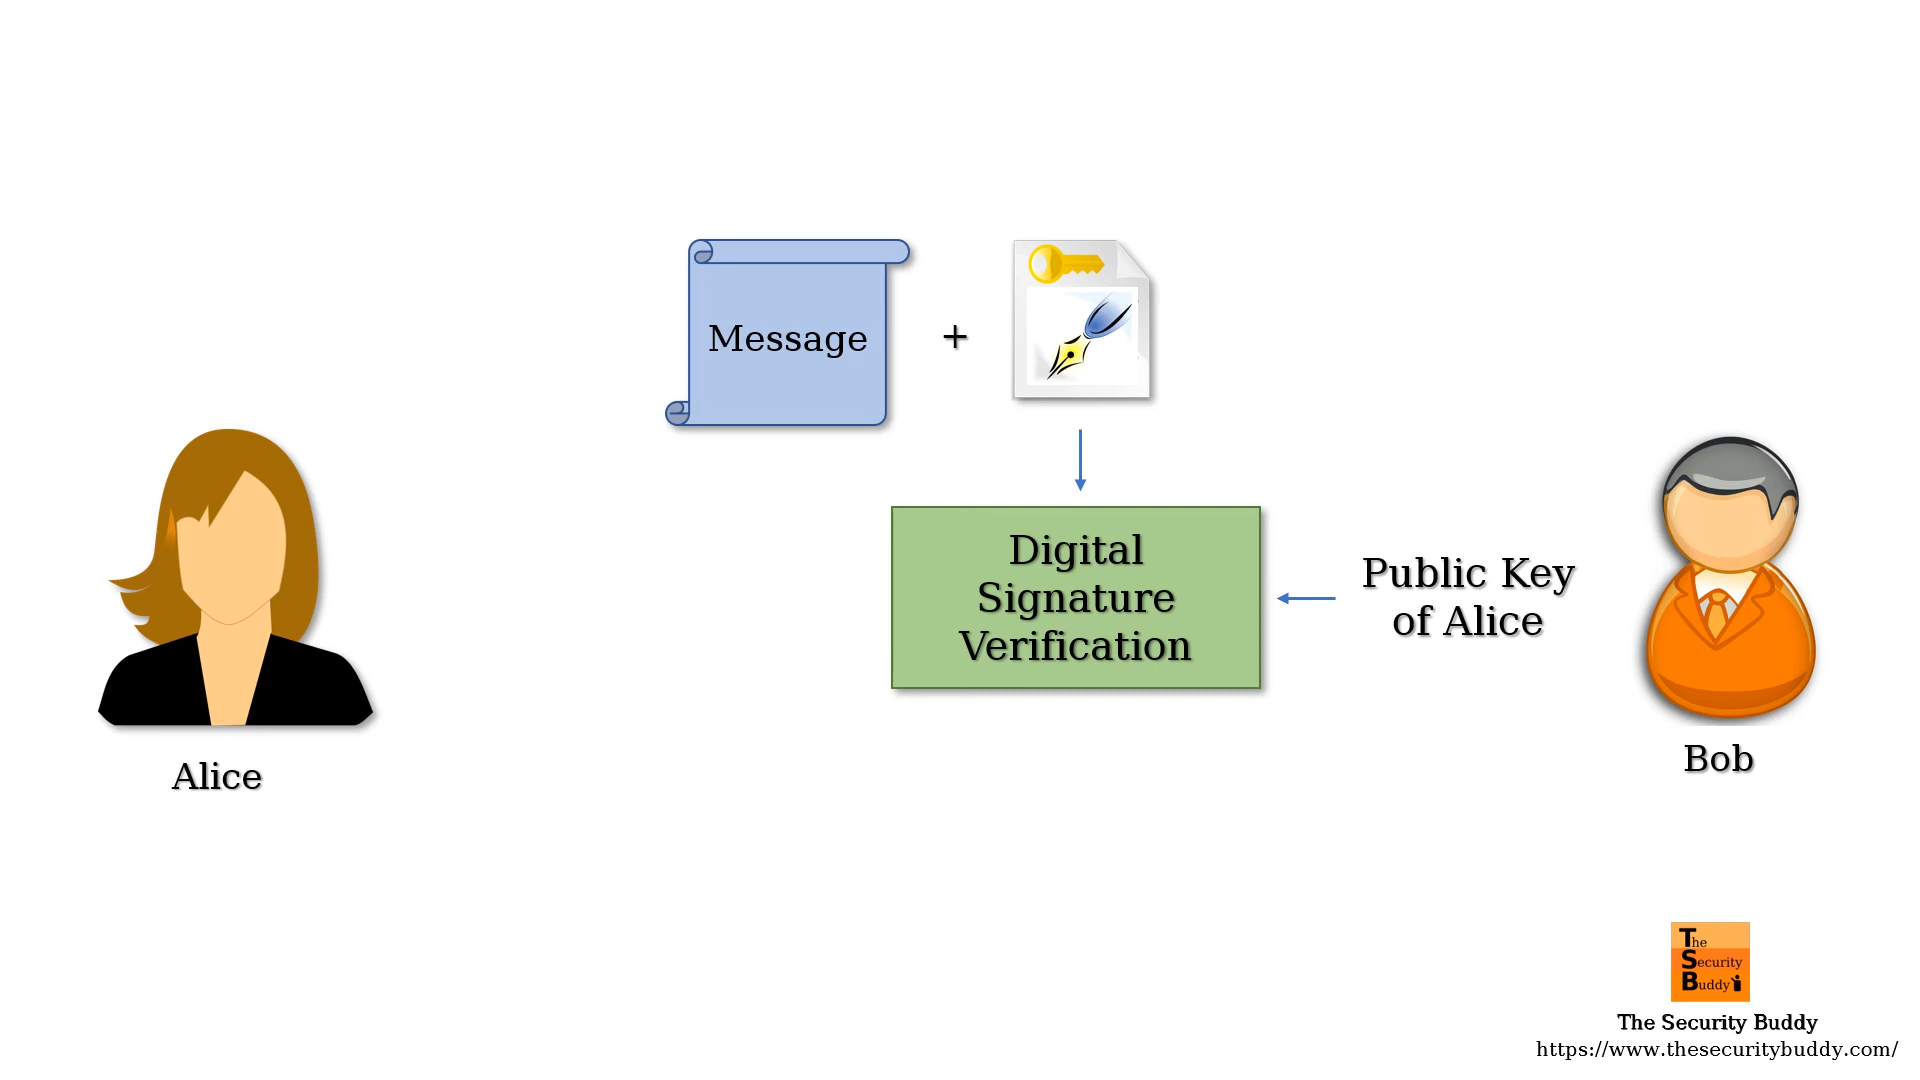 Message
+
Digital
Signature
Verification
Public Key
of Alice
Alice
Bob
The
Security
Buddy
The Security Buddy
https://www.thesecuritybuddy.com/